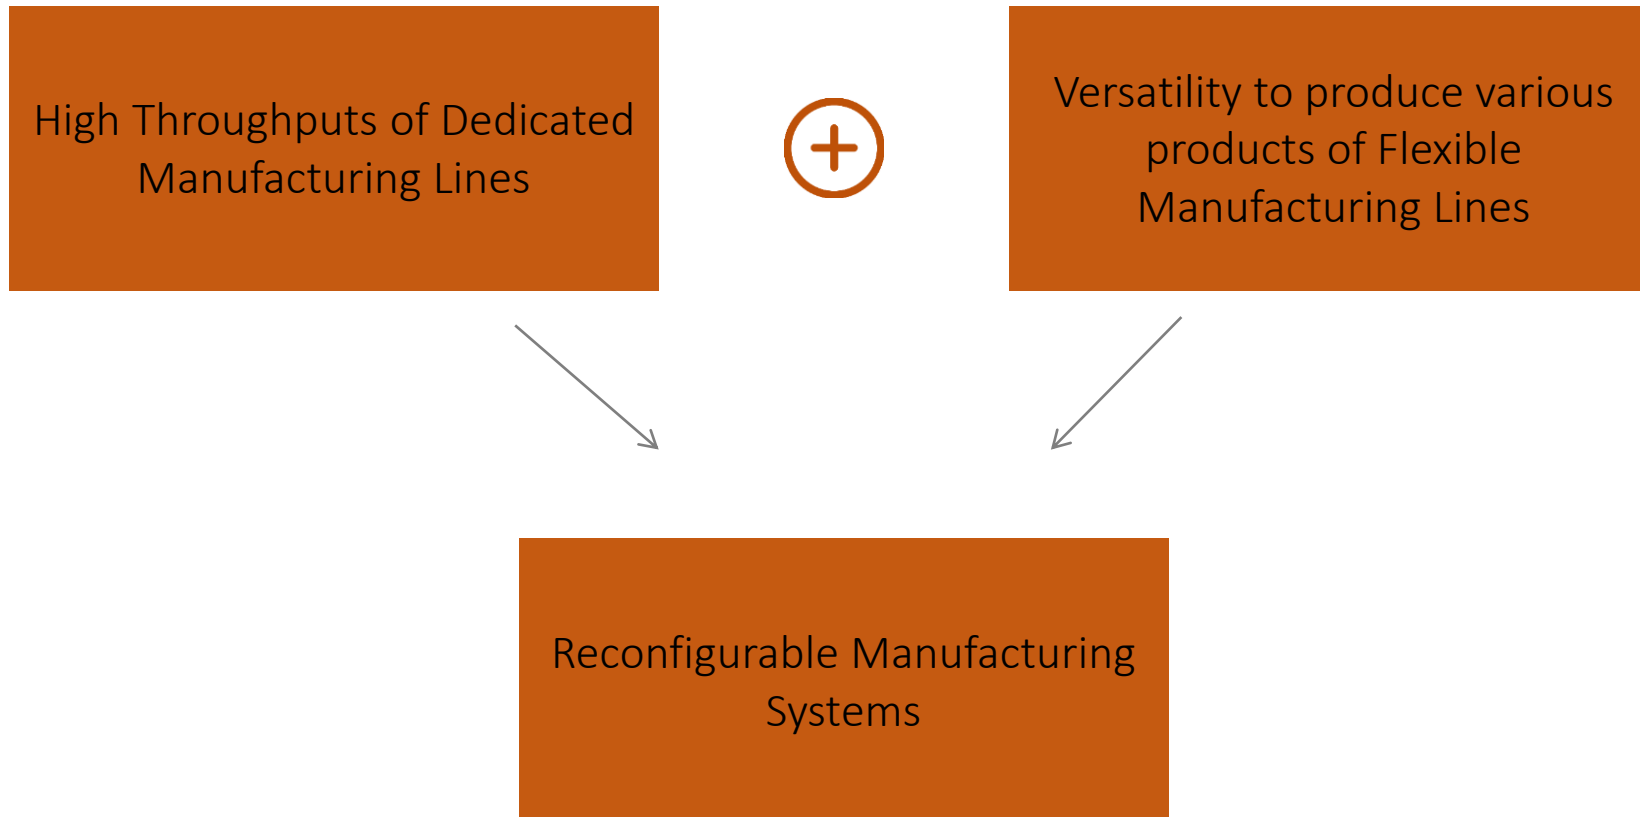 High Throughputs of Dedicated
Manufacturing Lines
Versatility to produce various
products of Flexible
Manufacturing Lines
Reconfigurable Manufacturing
Systems